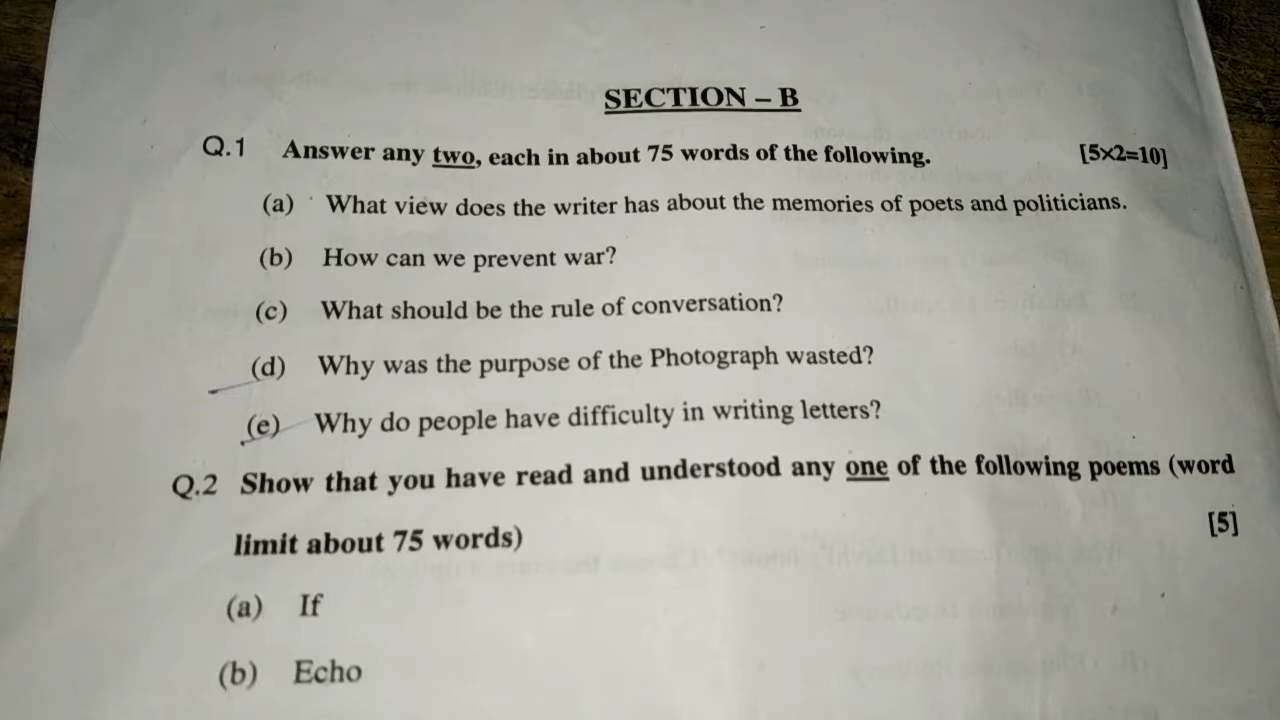 SECTION – B
Q.1 Answer any two, each in about 75 words of the following. [5×2=10]
(a) What view does the writer has about the memories of poets and politicians.
(b) How can we prevent war?
(c) What should be the rule of conversation?
(d) Why was the purpose of the Photograph wasted?
(e) Why do people have difficulty in writing letters?
Q.2 Show that you have read and understood any one of the following poems (word
limit about 75 words) [5]
(a) If
(b) Echo